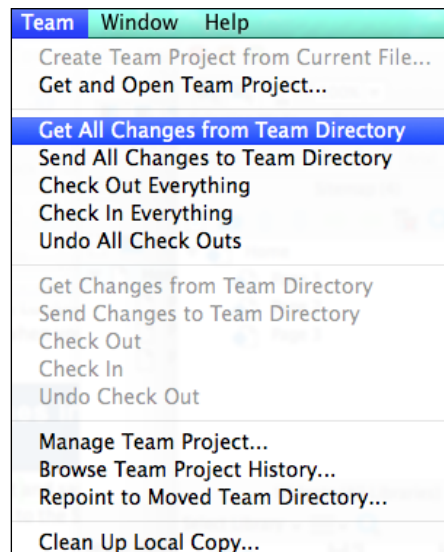 Team Window Help
Create Team Project from Current File...
Get and Open Team Project...
Get All Changes from Team Directory
Send All Changes to Team Directory
Check Out Everything
Check In Everything
Undo All Check Outs
Get Changes from Team Directory
Send Changes to Team Directory
Check Out
Check In
Undo Check Out
Manage Team Project...
Browse Team Project History...
Repoint to Moved Team Directory...
Clean Up Local Copy...